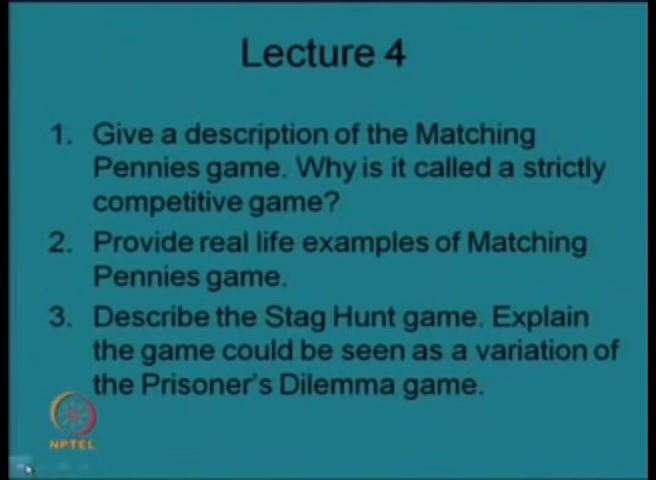 Lecture 4
1. Give a description of the Matching
Pennies game. Why is it called a strictly
competitive game?
2. Provide real life examples of Matching
Pennies game.
3. Describe the Stag Hunt game. Explain
the game could be seen as a variation of
the Prisoner's Dilemma game.
NPTEL